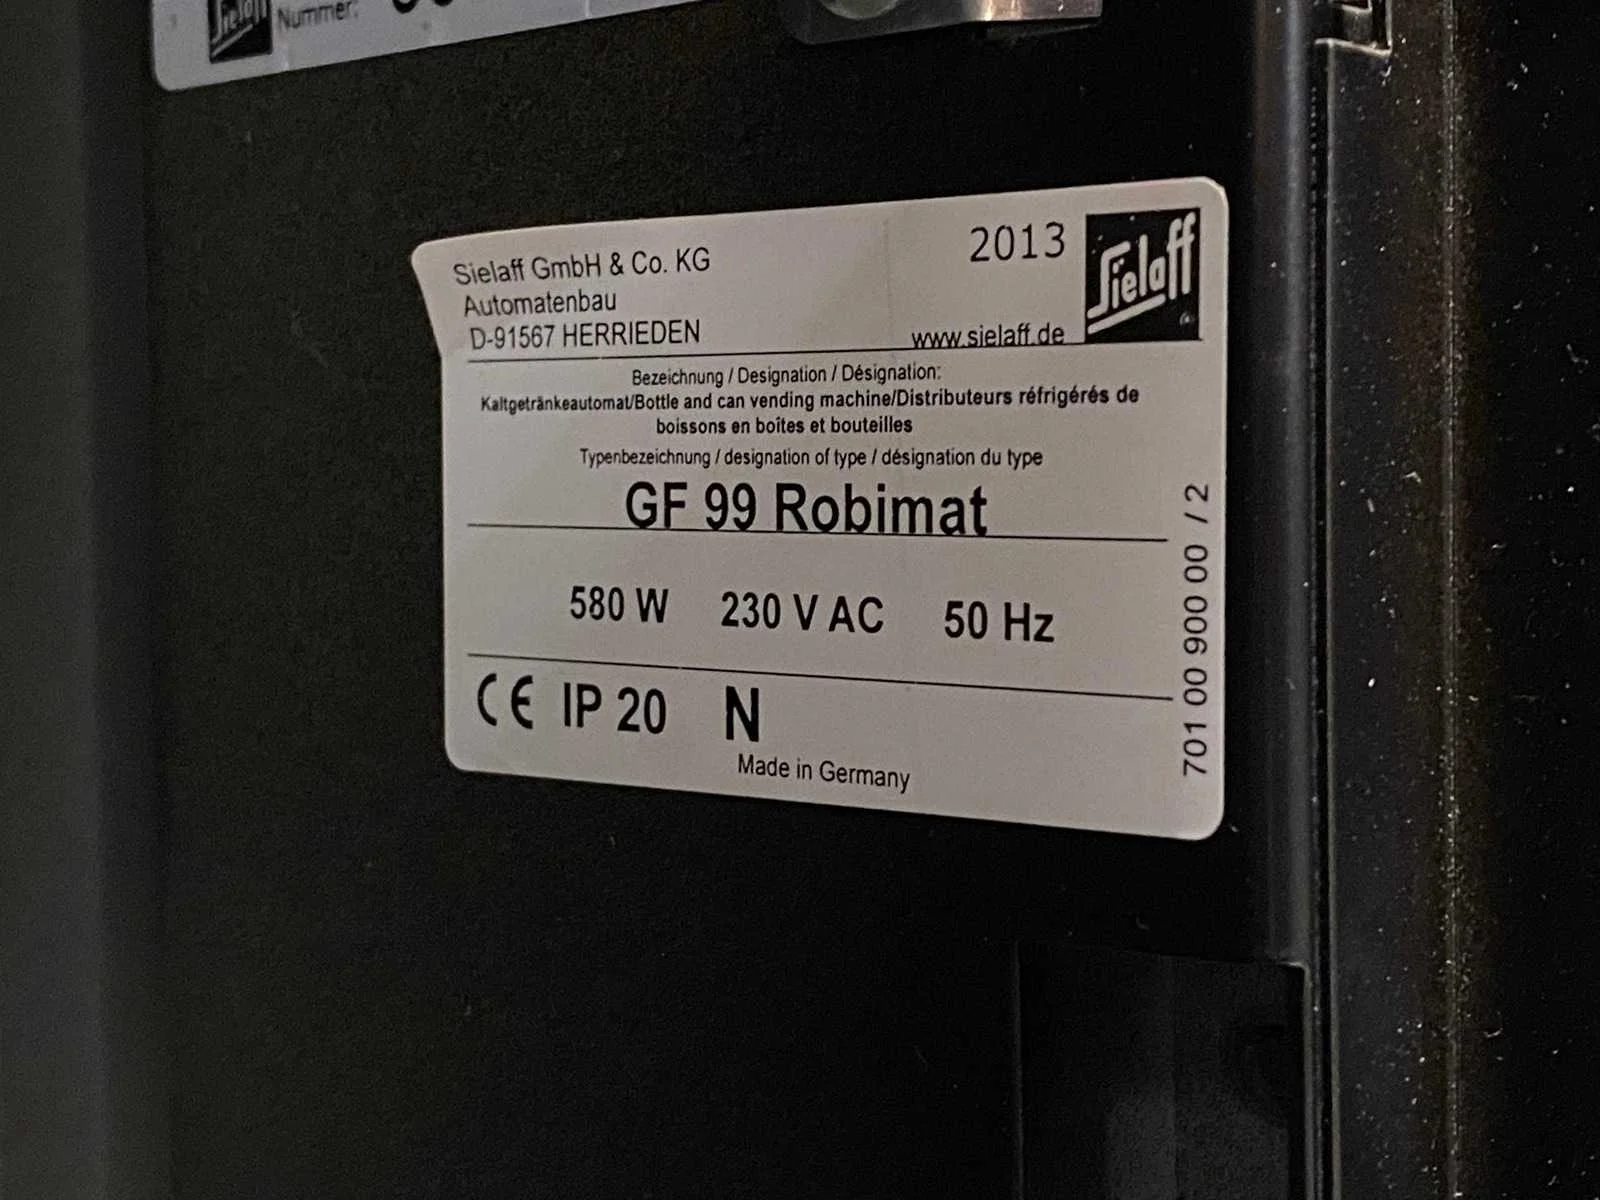 Sielaff
Nummer:
Sielaff GmbH & Co. KG
Automatenbau
D-91567 HERRIEDEN
2013
Sielaff
www.sielaff.de
Bezeichnung / Designation / Désignation:
Kaltgetränkeautomat/Bottle and can vending machine/Distributeurs réfrigérés de
boissons en boîtes et bouteilles
Typenbezeichnung / designation of type / désignation du type
GF 99 Robimat
580 W 230 V AC 50 Hz
CE IP 20 N
Made in Germany
701 00 900 00 / 2